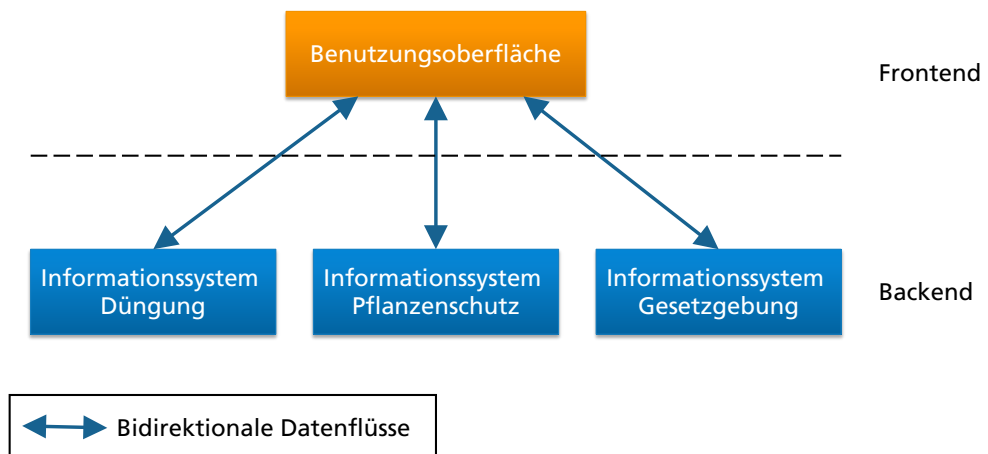 Benutzungsoberfläche
Frontend
Informationssystem
Düngung
Informationssystem
Pflanzenschutz
Informationssystem
Gesetzgebung
Backend
Bidirektionale Datenflüsse